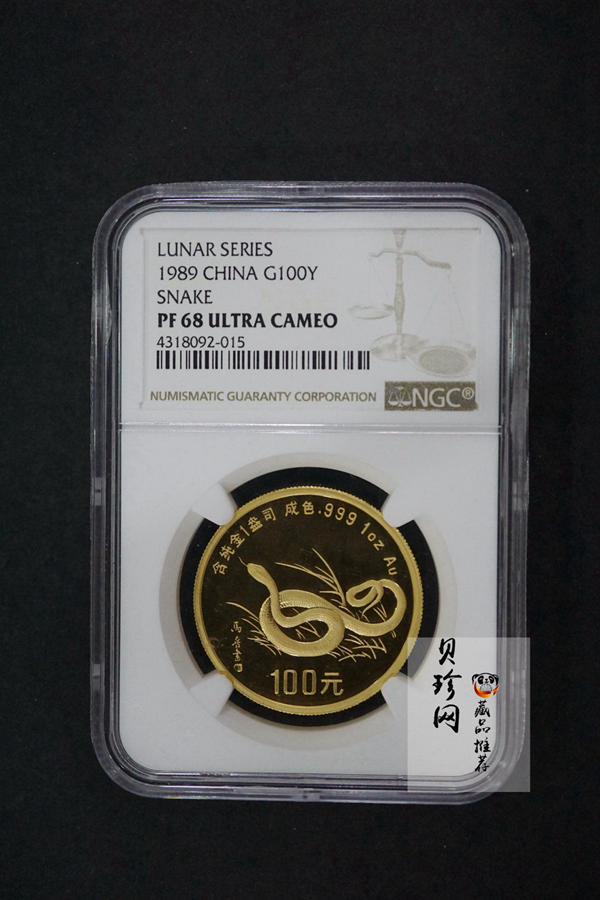 LUNAR SERIES
1989 CHINA G100Y
SNAKE
PF 68 ULTRA CAMEO
4318092-015
NUMISMATIC GUARANTY CORPORATION
NGC®
含纯金1盎司 成色.999 1oz Au
100元
贝珍网
藏品推荐